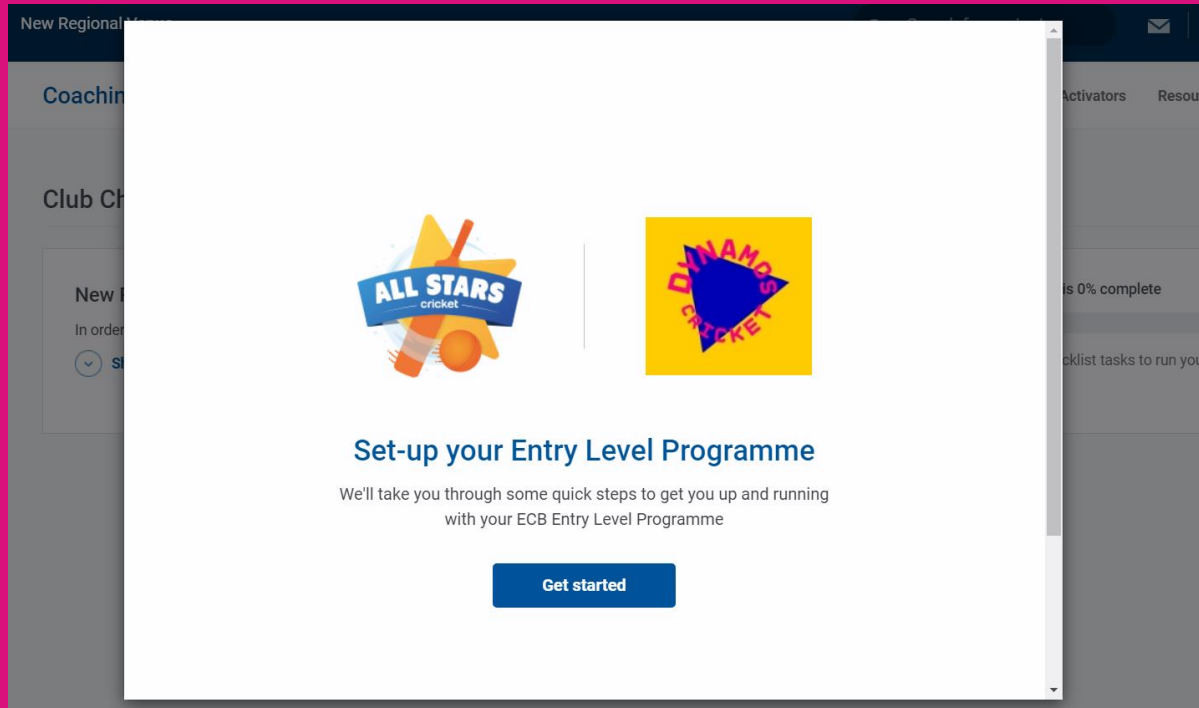 New Regional
Coachin
Activators Resou
Club Ch
New
is 0% complete
In order
cklist tasks to run you
ALL STARS
cricket
DYNAMOS
CRICKET
Set-up your Entry Level Programme
We'll take you through some quick steps to get you up and running
with your ECB Entry Level Programme
Get started